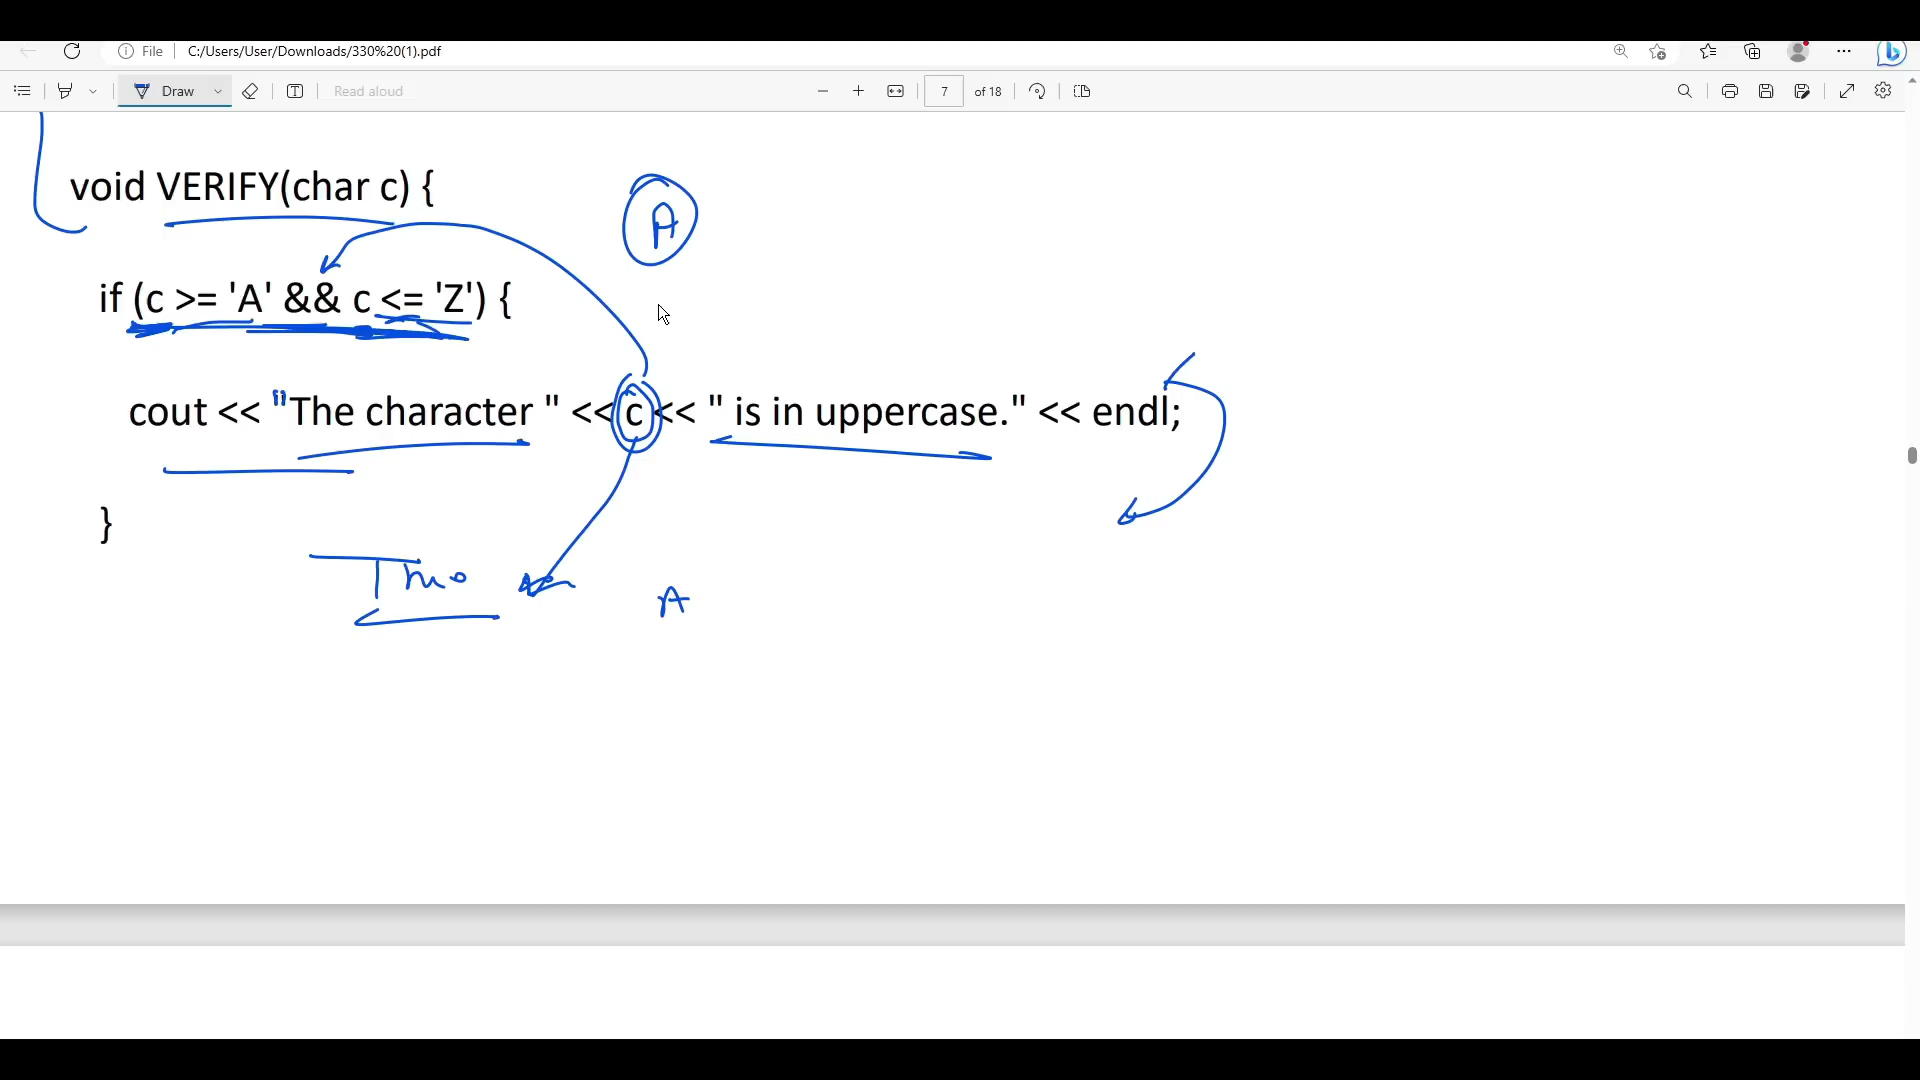 File C:/Users/User/Downloads/330%20(1).pdf
Draw Read aloud 7 of 18
void VERIFY(char c) {
A
if (c >= 'A' && c <= 'Z') {
cout << "The character " << c << " is in uppercase." << endl;
}
A